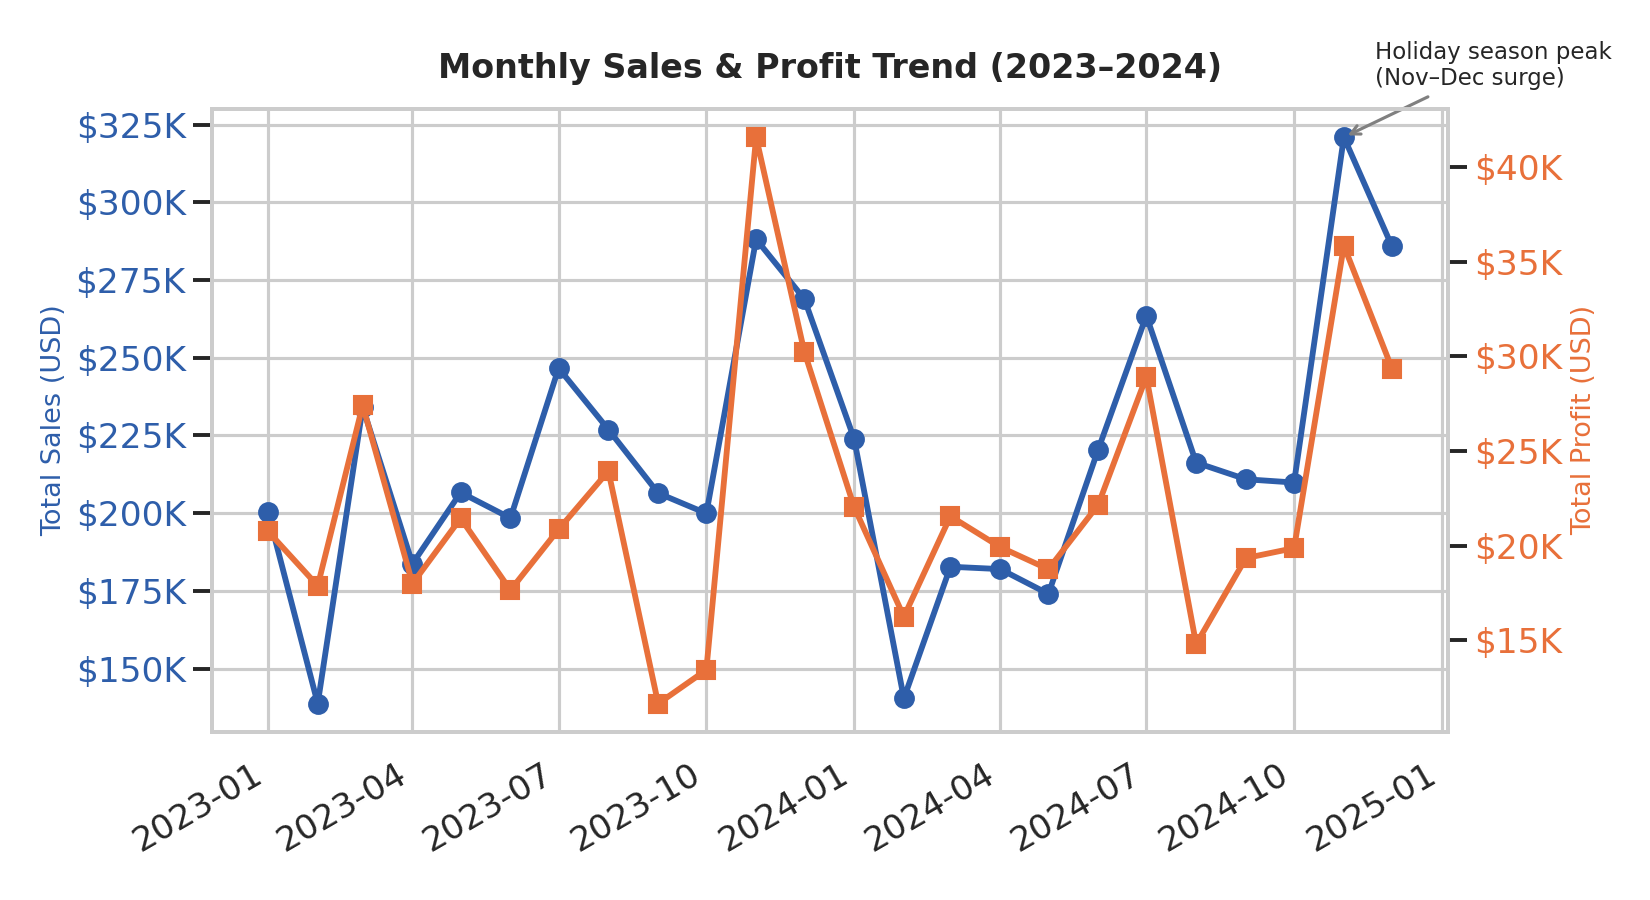 Monthly Sales & Profit Trend (2023–2024)
Holiday season peak
(Nov–Dec surge)
Total Sales (USD)
$325K
$300K
$275K
$250K
$225K
$200K
$175K
$150K
$40K
$35K
$30K
$25K
$20K
$15K
Total Profit (USD)
2023-01
2023-04
2023-07
2023-10
2024-01
2024-04
2024-07
2024-10
2025-01